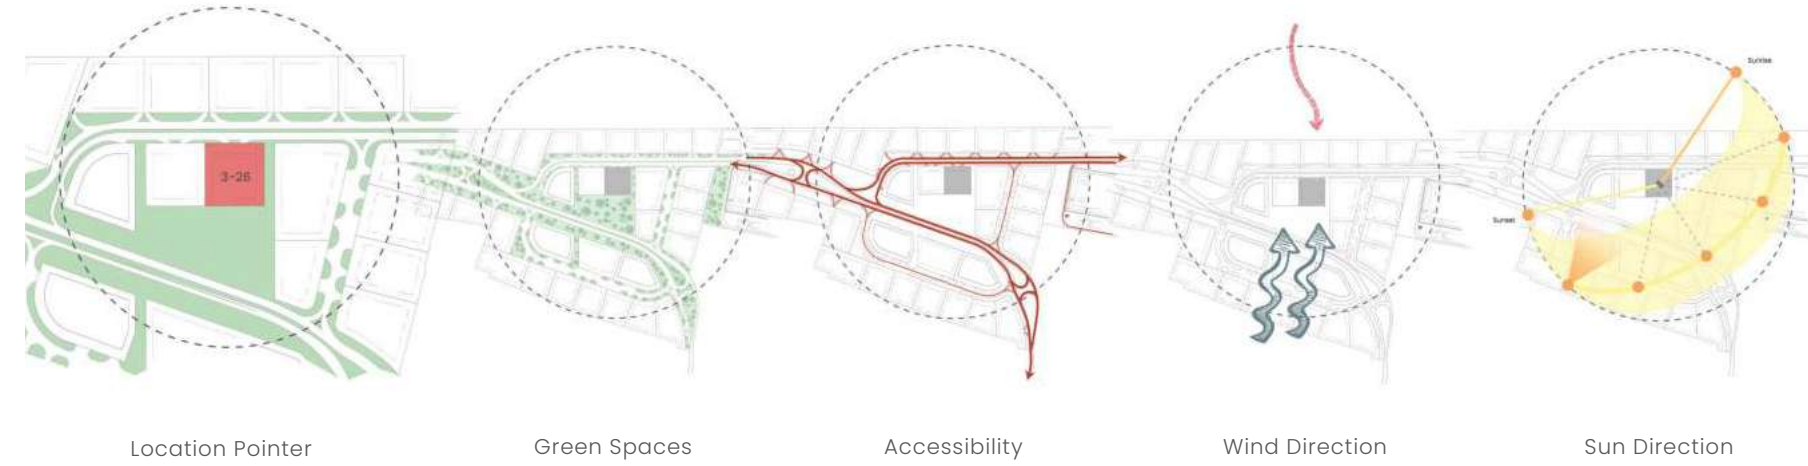 3-26
Sunrise
Sunset
Location Pointer
Green Spaces
Accessibility
Wind Direction
Sun Direction